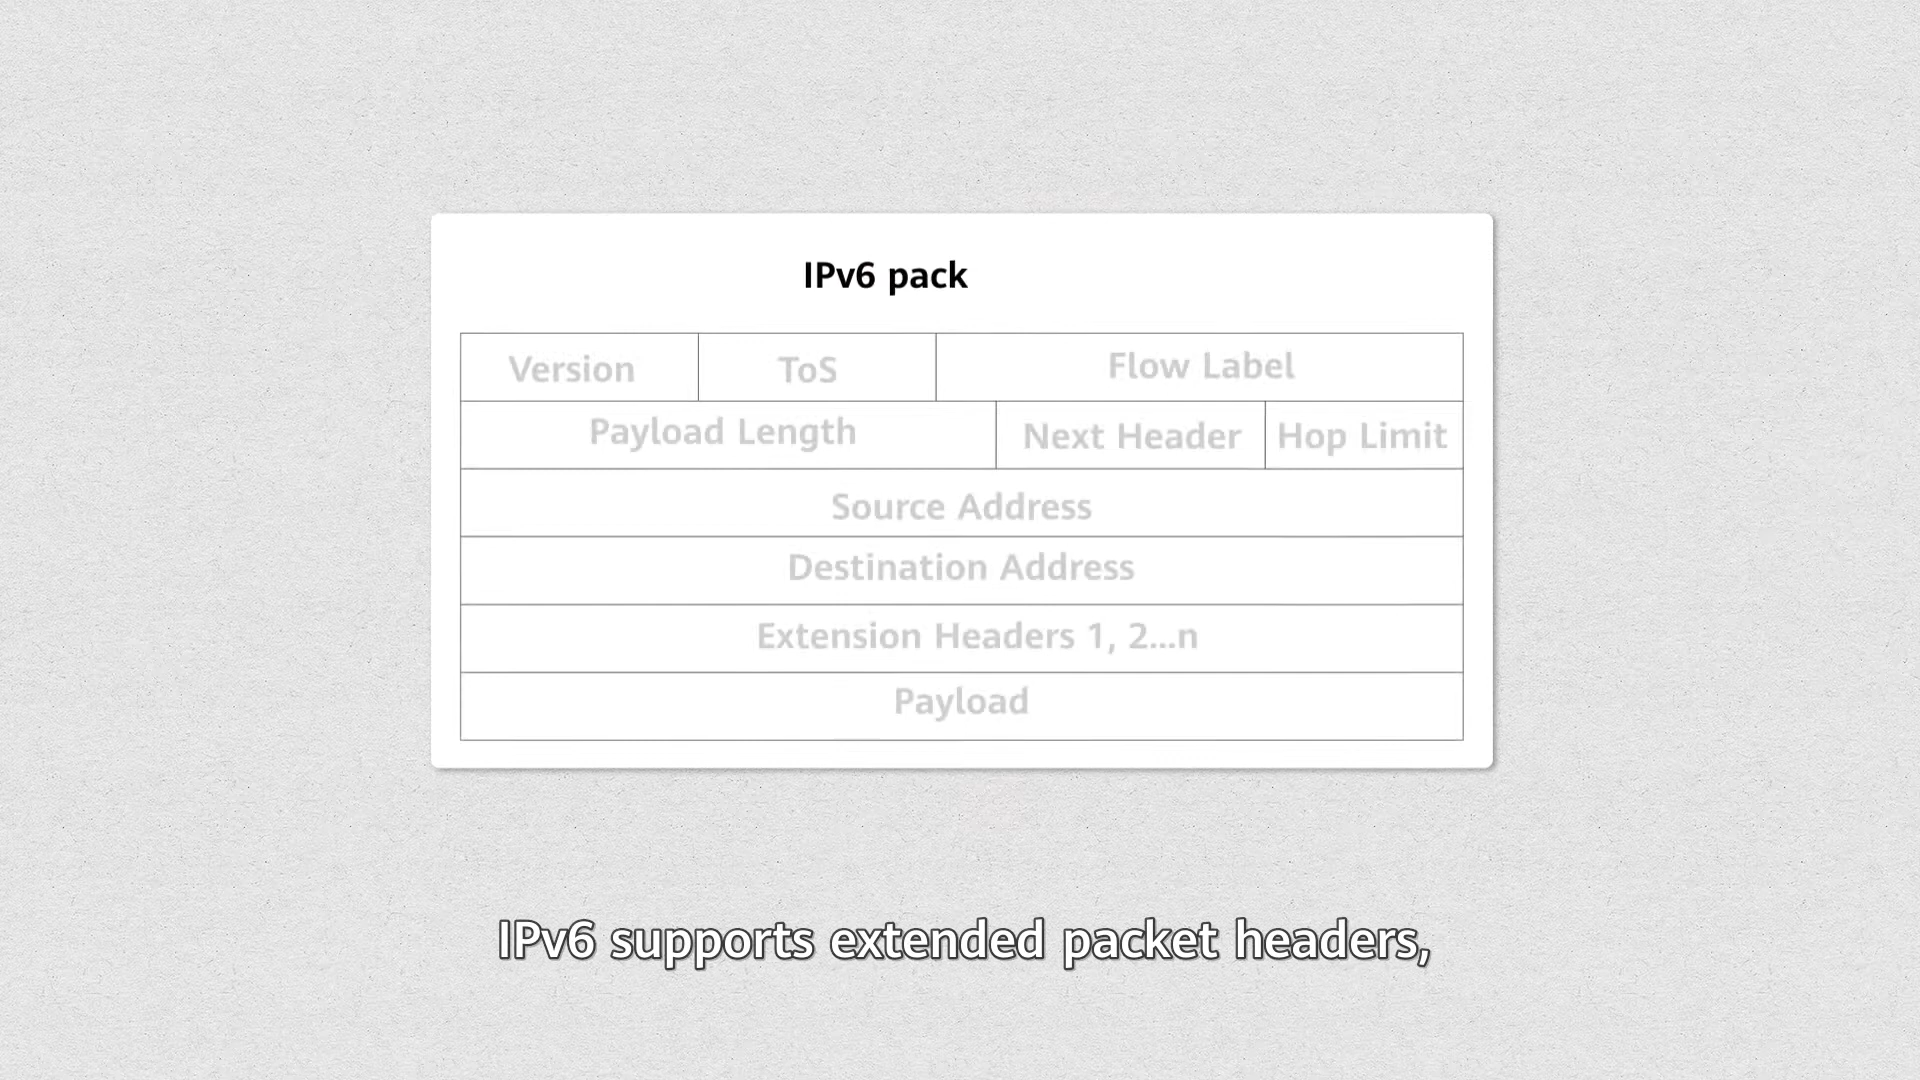 IPv6 pack
Version ToS Flow Label
Payload Length Next Header Hop Limit
Source Address
Destination Address
Extension Headers 1, 2...n
Payload
IPv6 supports extended packet headers,